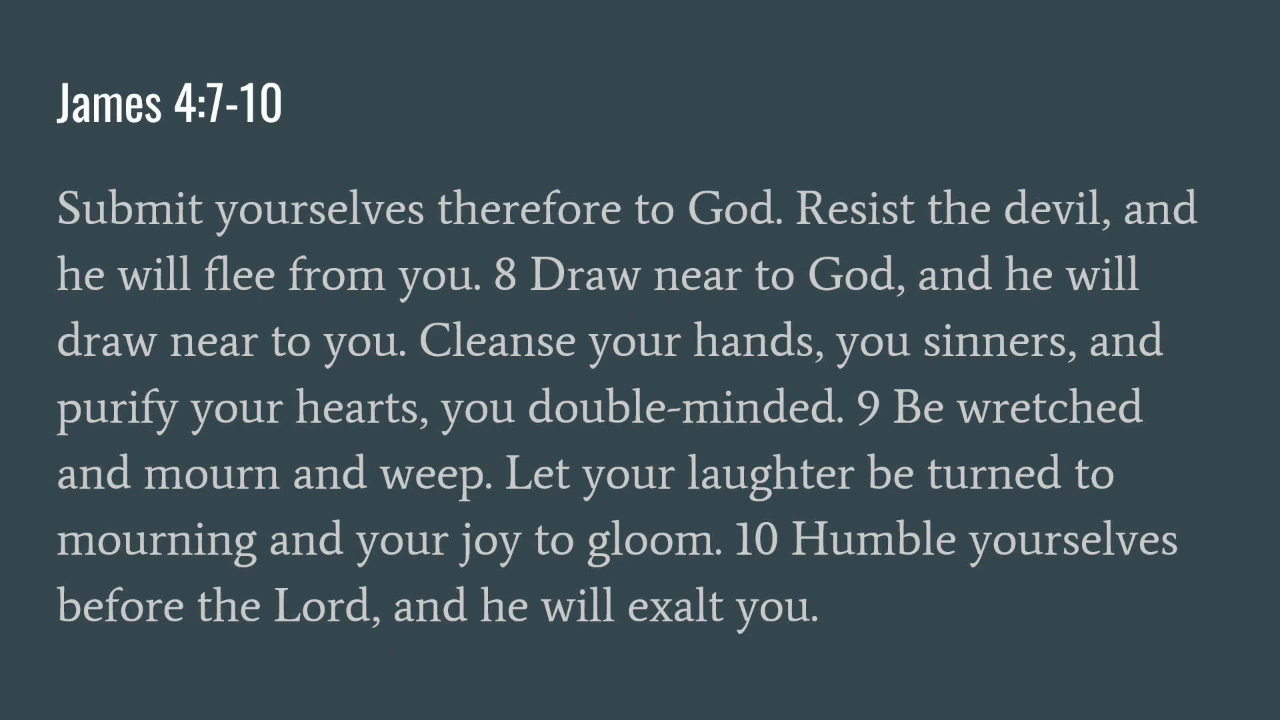 James 4:7-10
Submit yourselves therefore to God. Resist the devil, and
he will flee from you. 8 Draw near to God, and he will
draw near to you. Cleanse your hands, you sinners, and
purify your hearts, you double-minded. 9 Be wretched
and mourn and weep. Let your laughter be turned to
mourning and your joy to gloom. 10 Humble yourselves
before the Lord, and he will exalt you.